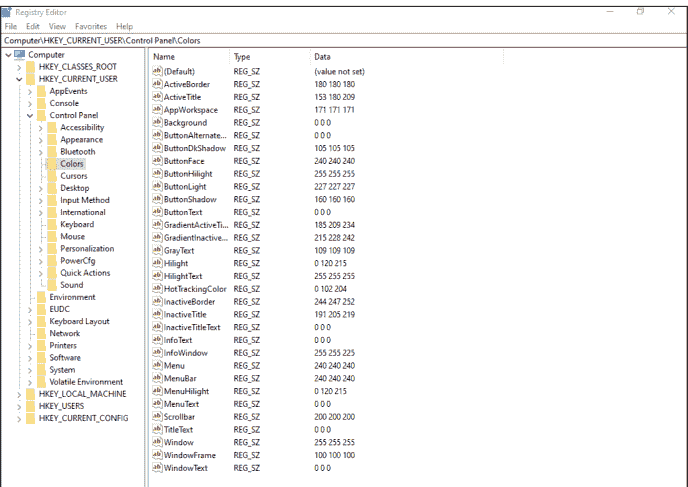 Registry Editor
File Edit View Favorites Help
Computer\HKEY_CURRENT_USER\Control Panel\Colors
Computer
HKEY_CLASSES_ROOT
HKEY_CURRENT_USER
AppEvents
Console
Control Panel
Accessibility
Appearance
Bluetooth
Colors
Cursors
Desktop
Input Method
International
Keyboard
Mouse
Personalization
PowerCfg
Quick Actions
Sound
Environment
EUDC
Keyboard Layout
Network
Printers
Software
System
Volatile Environment
HKEY_LOCAL_MACHINE
HKEY_USERS
HKEY_CURRENT_CONFIG
Name Type Data
(Default) REG_SZ (value not set)
ActiveBorder REG_SZ 180 180 180
ActiveTitle REG_SZ 153 180 209
AppWorkspace REG_SZ 171 171 171
Background REG_SZ 0 0 0
ButtonAlternate... REG_SZ 0 0 0
ButtonDkShadow REG_SZ 105 105 105
ButtonFace REG_SZ 240 240 240
ButtonHilight REG_SZ 255 255 255
ButtonLight REG_SZ 227 227 227
ButtonShadow REG_SZ 160 160 160
ButtonText REG_SZ 0 0 0
GradientActiveTi... REG_SZ 185 209 234
GradientInactive... REG_SZ 215 228 242
GrayText REG_SZ 109 109 109
Hilight REG_SZ 0 120 215
HilightText REG_SZ 255 255 255
HotTrackingColor REG_SZ 0 102 204
InactiveBorder REG_SZ 244 247 252
InactiveTitle REG_SZ 191 205 219
InactiveTitleText REG_SZ 0 0 0
InfoText REG_SZ 0 0 0
InfoWindow REG_SZ 255 255 225
Menu REG_SZ 240 240 240
MenuBar REG_SZ 240 240 240
MenuHilight REG_SZ 0 120 215
MenuText REG_SZ 0 0 0
Scrollbar REG_SZ 200 200 200
TitleText REG_SZ 0 0 0
Window REG_SZ 255 255 255
WindowFrame REG_SZ 100 100 100
WindowText REG_SZ 0 0 0